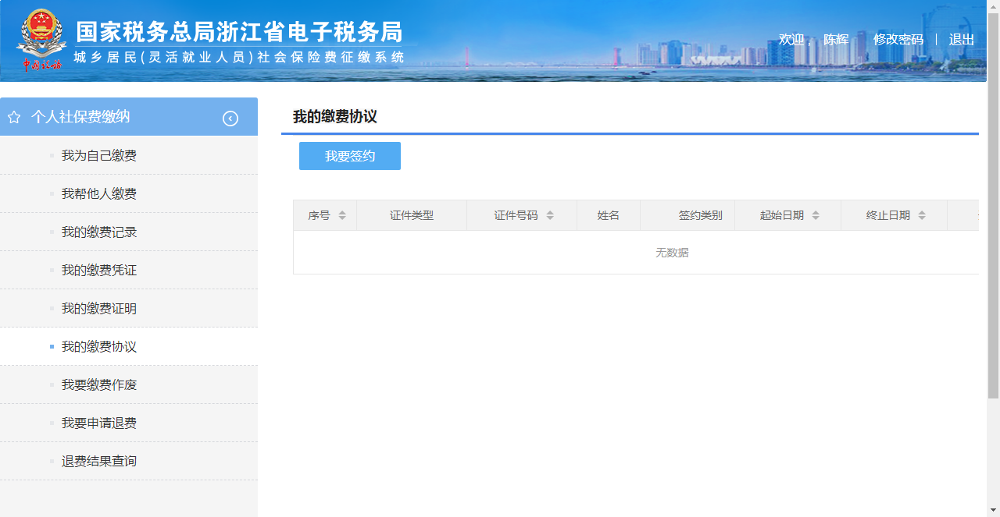 国家税务总局浙江省电子税务局
城乡居民(灵活就业人员)社会保险费征缴系统
中国税务
欢迎, 陈辉 修改密码 | 退出
个人社保费缴纳
我为自己缴费
我帮他人缴费
我的缴费记录
我的缴费凭证
我的缴费证明
我的缴费协议
我要缴费作废
我要申请退费
退费结果查询
我的缴费协议
我要签约
序号 证件类型 证件号码 姓名 签约类别 起始日期 终止日期
无数据